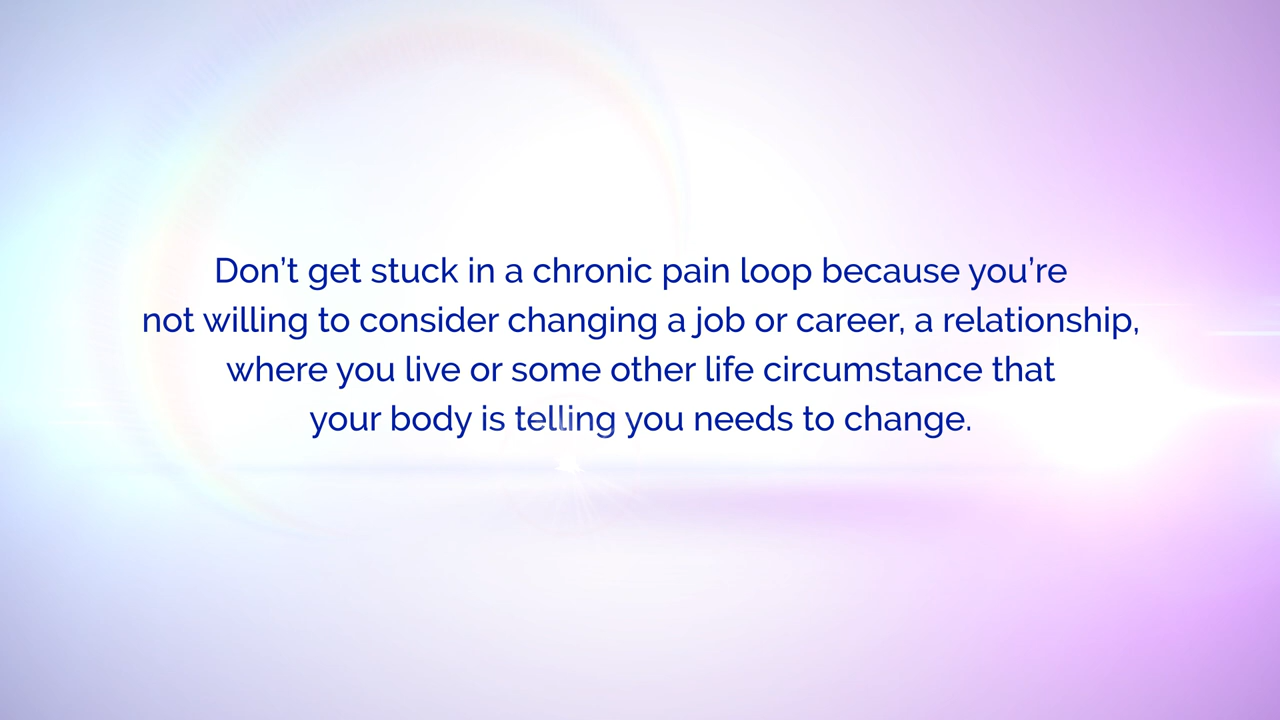 Don’t get stuck in a chronic pain loop because you’re
not willing to consider changing a job or career, a relationship,
where you live or some other life circumstance that
your body is telling you needs to change.